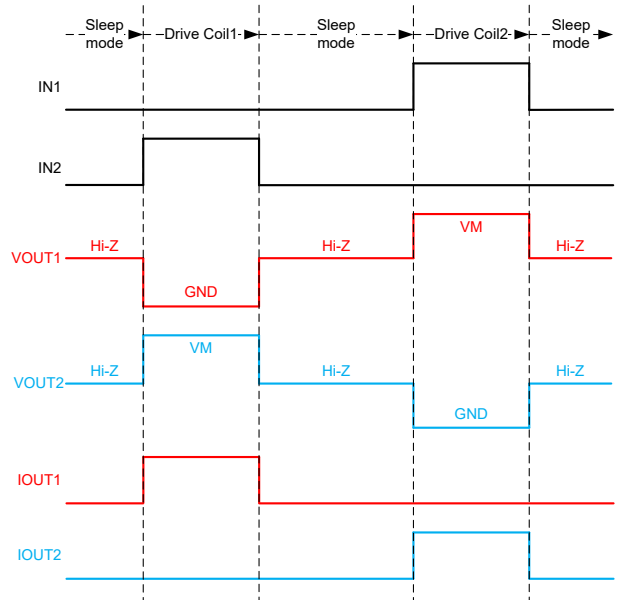 Sleep mode
Drive Coil1
Sleep mode
Drive Coil2
Sleep mode
IN1
IN2
VOUT1
Hi-Z
GND
Hi-Z
VM
Hi-Z
VOUT2
Hi-Z
VM
Hi-Z
GND
Hi-Z
IOUT1
IOUT2